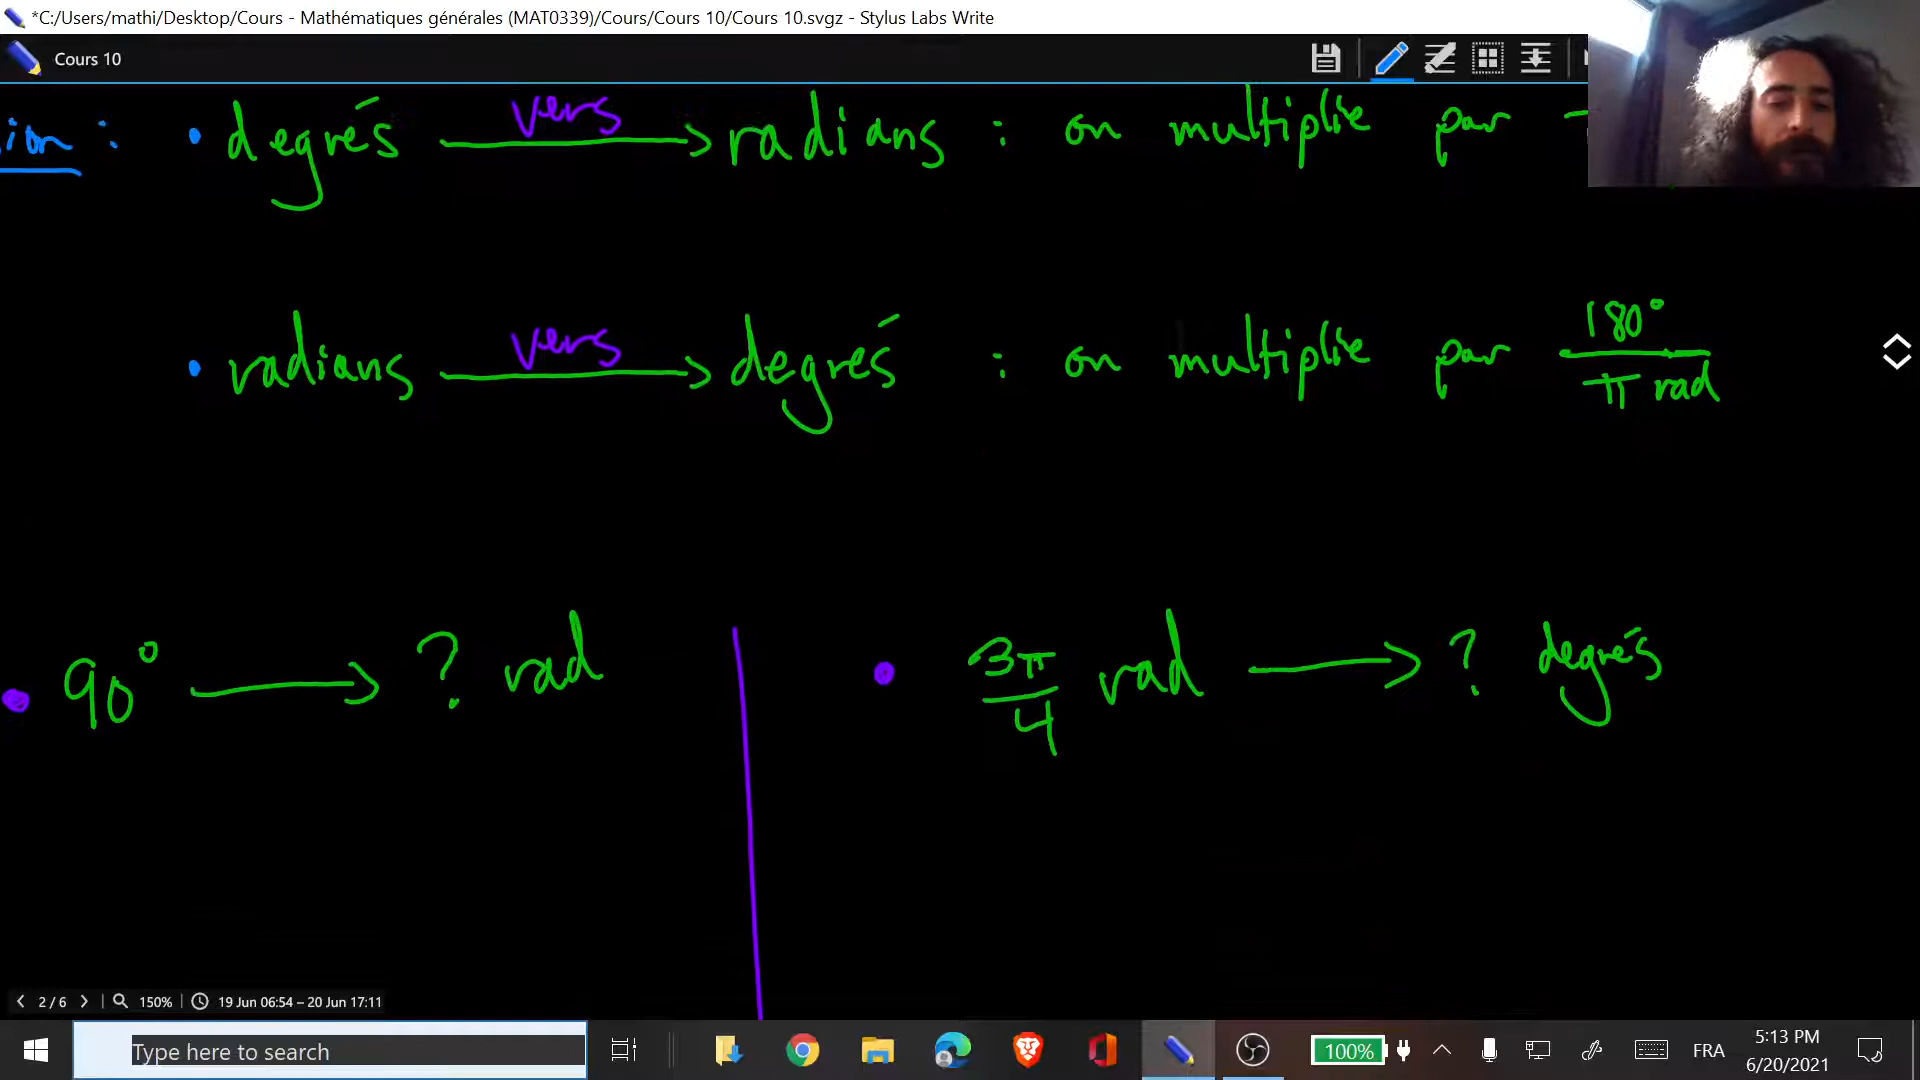 *C:/Users/mathi/Desktop/Cours - Mathématiques générales (MAT0339)/Cours/Cours 10/Cours 10.svgz - Stylus Labs Write
Cours 10
ion : • degrés vers → radians : on multiplie par
• radians vers → degrés : on multiplie par 180° / π rad
• 90° → ? rad
• 3π/4 rad → ? degrés
2 / 6 150% 19 Jun 06:54 – 20 Jun 17:11
Type here to search
100% FRA 5:13 PM
6/20/2021